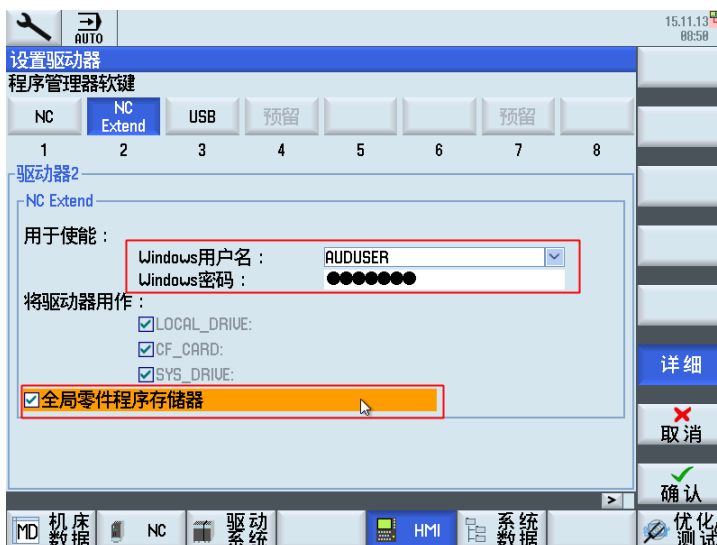 AUTO
15.11.13
08:50
设置驱动器
程序管理器软键
NC
NC Extend
USB
预留
预留
1 2 3 4 5 6 7 8
驱动器2
NC Extend
用于使能：
Windows用户名： AUDUSER
Windows密码： ●●●●●●●
将驱动器用作：
LOCAL_DRIVE:
CF_CARD:
SYS_DRIVE:
全局零件程序存储器
详细
取消
确认
>
MD 机床数据
NC
驱动系统
HMI
系统数据
优化/测试